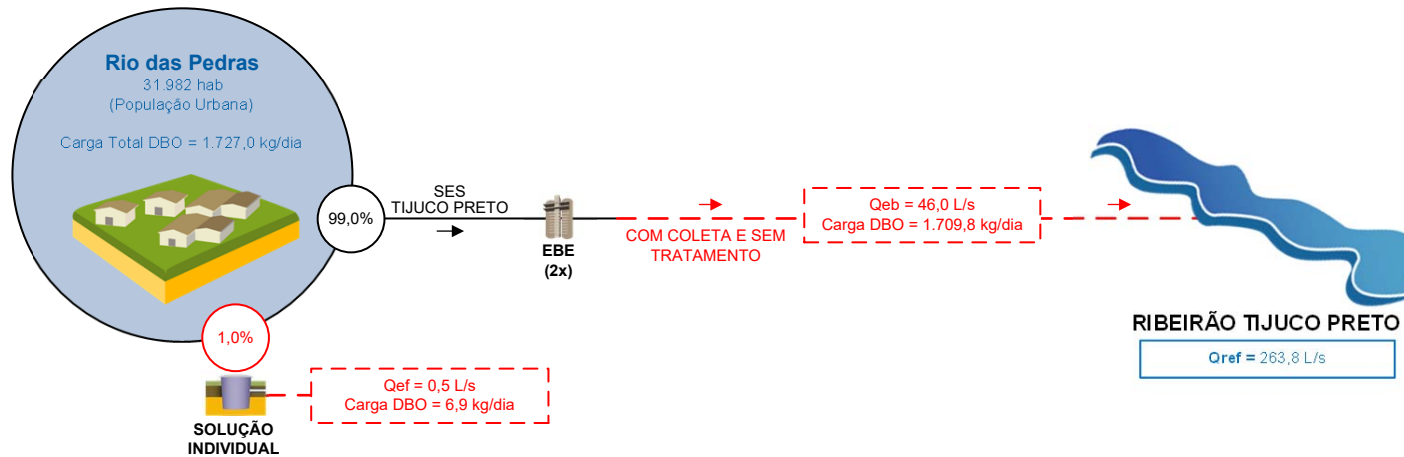 Rio das Pedras
31.982 hab
(População Urbana)
Carga Total DBO = 1.727,0 kg/dia
99,0%
SES
TIJUCO PRETO
EBE
(2x)
COM COLETA E SEM
TRATAMENTO
Qeb = 46,0 L/s
Carga DBO = 1.709,8 kg/dia
RIBEIRÃO TIJUCO PRETO
Qref = 263,8 L/s
1,0%
SOLUÇÃO
INDIVIDUAL
Qef = 0,5 L/s
Carga DBO = 6,9 kg/dia